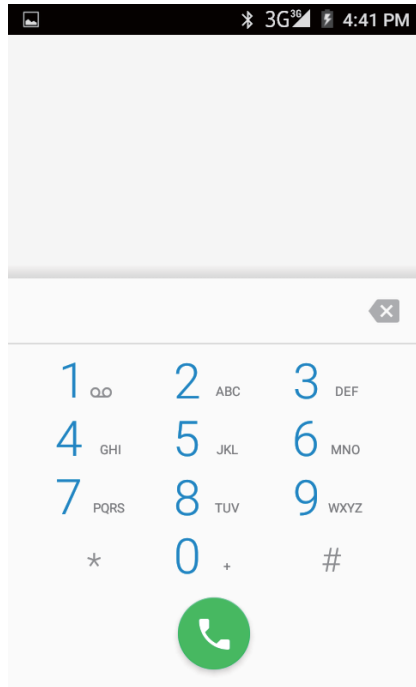 3G 3G 4:41 PM
1 2 ABC 3 DEF
4 GHI 5 JKL 6 MNO
7 PQRS 8 TUV 9 WXYZ
* 0 + #